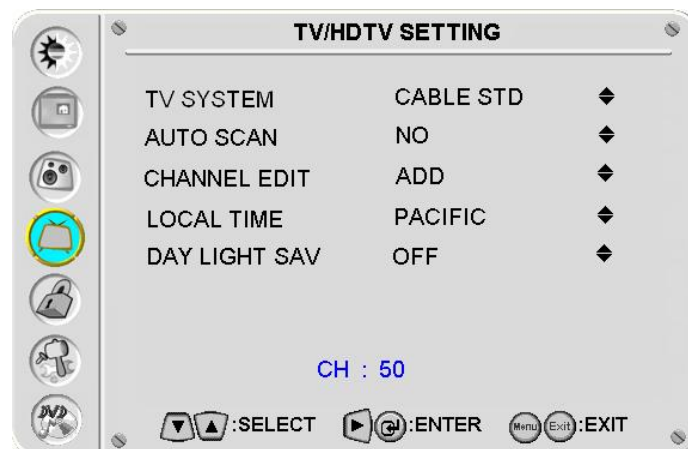 TV/HDTV SETTING
TV SYSTEM CABLE STD
AUTO SCAN NO
CHANNEL EDIT ADD
LOCAL TIME PACIFIC
DAY LIGHT SAV OFF
CH : 50
:SELECT :ENTER Menu Exit :EXIT
DVD